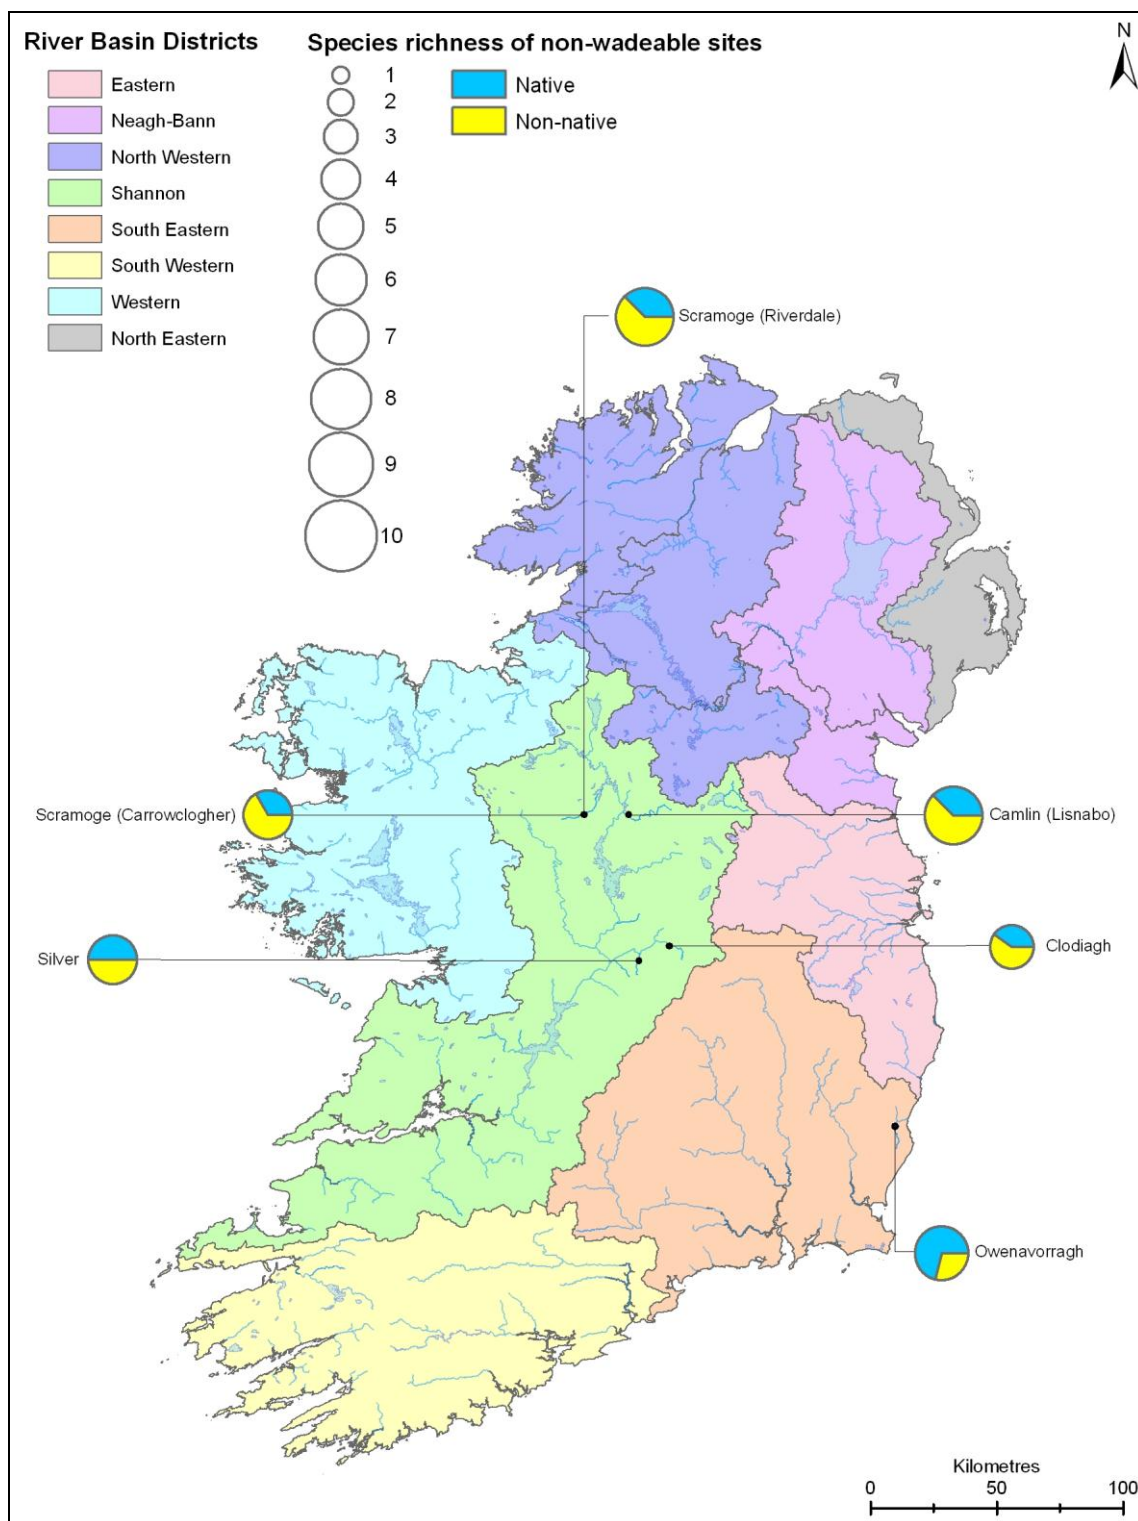 River Basin Districts
Eastern
Neagh-Bann
North Western
Shannon
South Eastern
South Western
Western
North Eastern
Species richness of non-wadeable sites
1
2
3
4
5
6
7
8
9
10
Native
Non-native
N
Scramoge (Riverdale)
Scramoge (Carrowclogher)
Camlin (Lisnabo)
Silver
Clodiagh
Owenavorragh
Kilometres
0 50 100